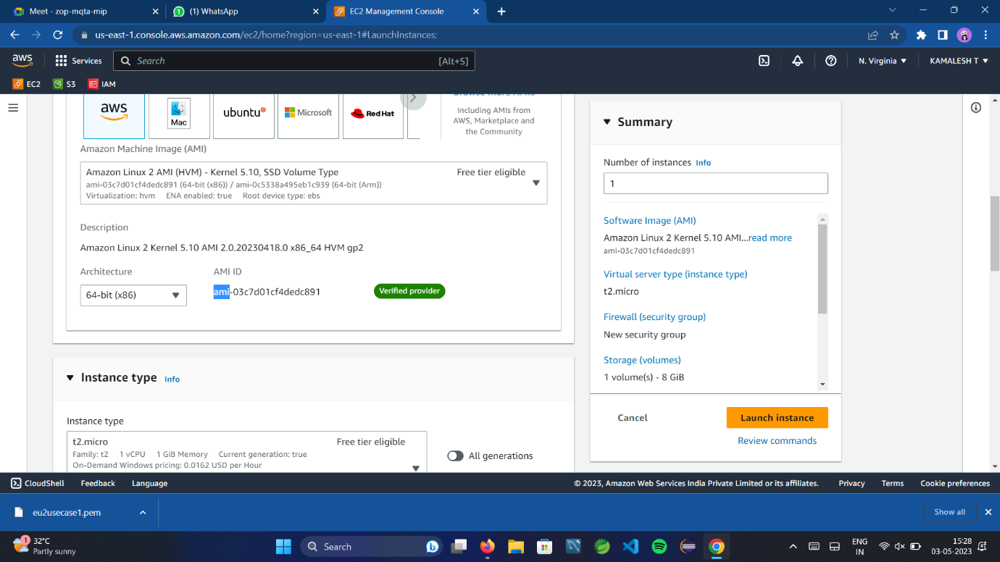 Meet - zop-mqta-mip
(1) WhatsApp
EC2 Management Console
us-east-1.console.aws.amazon.com/ec2/home?region=us-east-1#LaunchInstances:
aws
Services
Search
[Alt+S]
N. Virginia
KAMALESH T
EC2
S3
IAM
aws
Mac
ubuntu
Microsoft
Red Hat
Browse more AMIs
Including AMIs from
AWS, Marketplace and
the Community
Amazon Machine Image (AMI)
Amazon Linux 2 AMI (HVM) - Kernel 5.10, SSD Volume Type
Free tier eligible
ami-03c7d01cf4dedc891 (64-bit (x86)) / ami-0c5338a495eb1c939 (64-bit (Arm))
Virtualization: hvm ENA enabled: true Root device type: ebs
Description
Amazon Linux 2 Kernel 5.10 AMI 2.0.20230418.0 x86_64 HVM gp2
Architecture
AMI ID
64-bit (x86)
ami-03c7d01cf4dedc891
Verified provider
Instance type Info
Instance type
t2.micro
Free tier eligible
Family: t2 1 vCPU 1 GiB Memory Current generation: true
On-Demand Windows pricing: 0.0162 USD per Hour
All generations
Summary
Number of instances Info
1
Software Image (AMI)
Amazon Linux 2 Kernel 5.10 AMI...read more
ami-03c7d01cf4dedc891
Virtual server type (instance type)
t2.micro
Firewall (security group)
New security group
Storage (volumes)
1 volume(s) - 8 GiB
Cancel
Launch instance
Review commands
CloudShell
Feedback
Language
© 2023, Amazon Web Services India Private Limited or its affiliates.
Privacy
Terms
Cookie preferences
eu2usecase1.pem
Show all
1
32°C
Partly sunny
Search
ENG
IN
15:28
03-05-2023